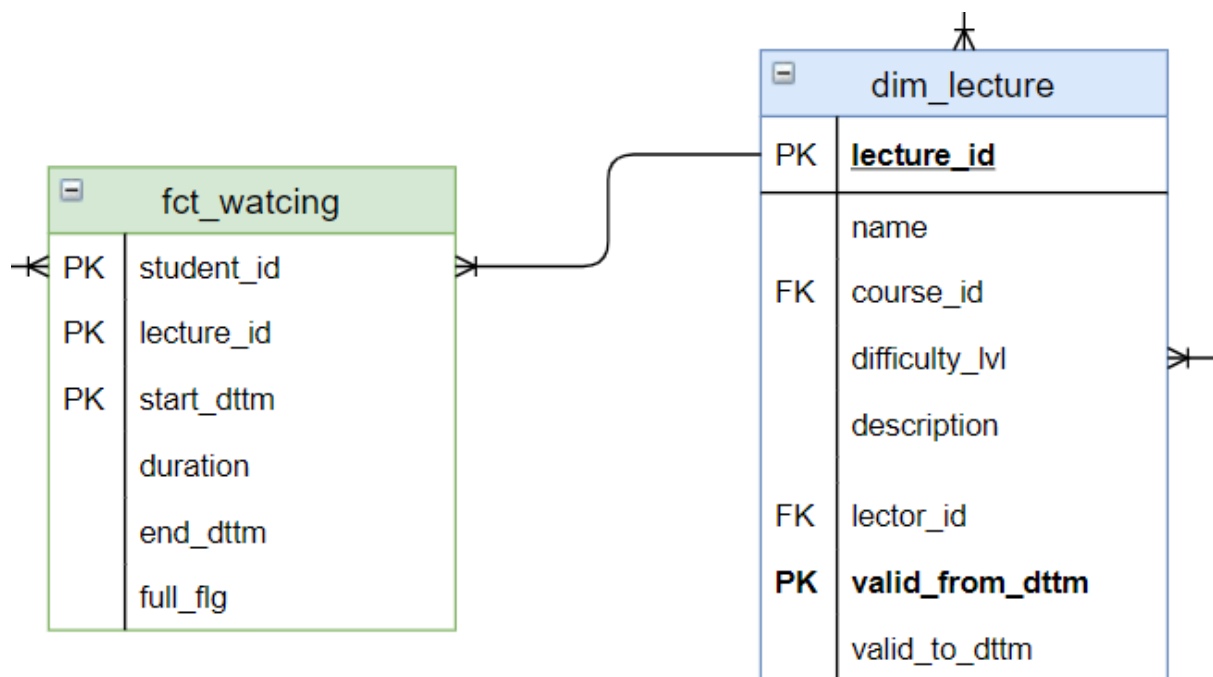 fct_watcing
PK student_id
PK lecture_id
PK start_dttm
duration
end_dttm
full_flg
dim_lecture
PK lecture_id
name
FK course_id
difficulty_lvl
description
FK lector_id
PK valid_from_dttm
valid_to_dttm